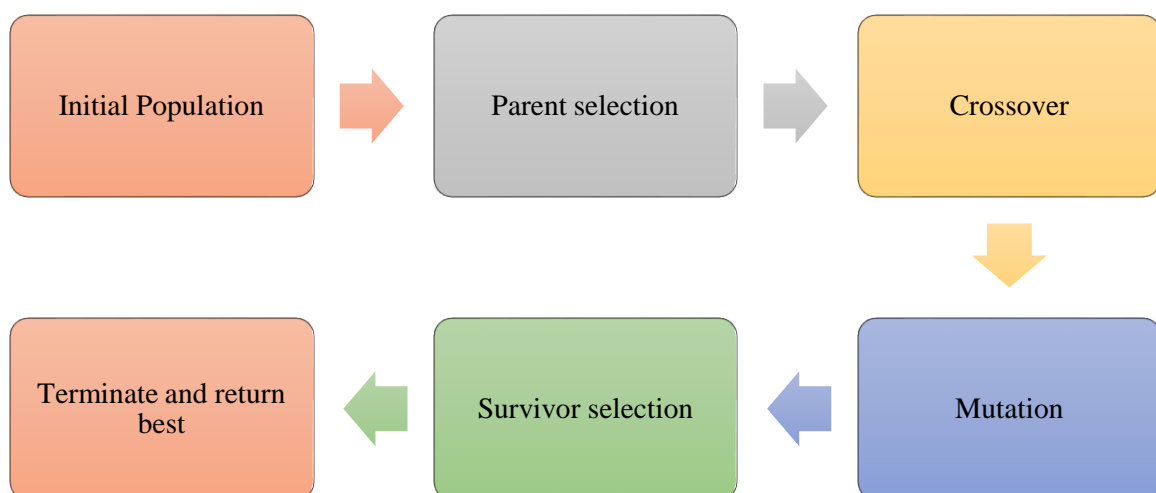 Initial Population
Parent selection
Crossover
Mutation
Survivor selection
Terminate and return
best